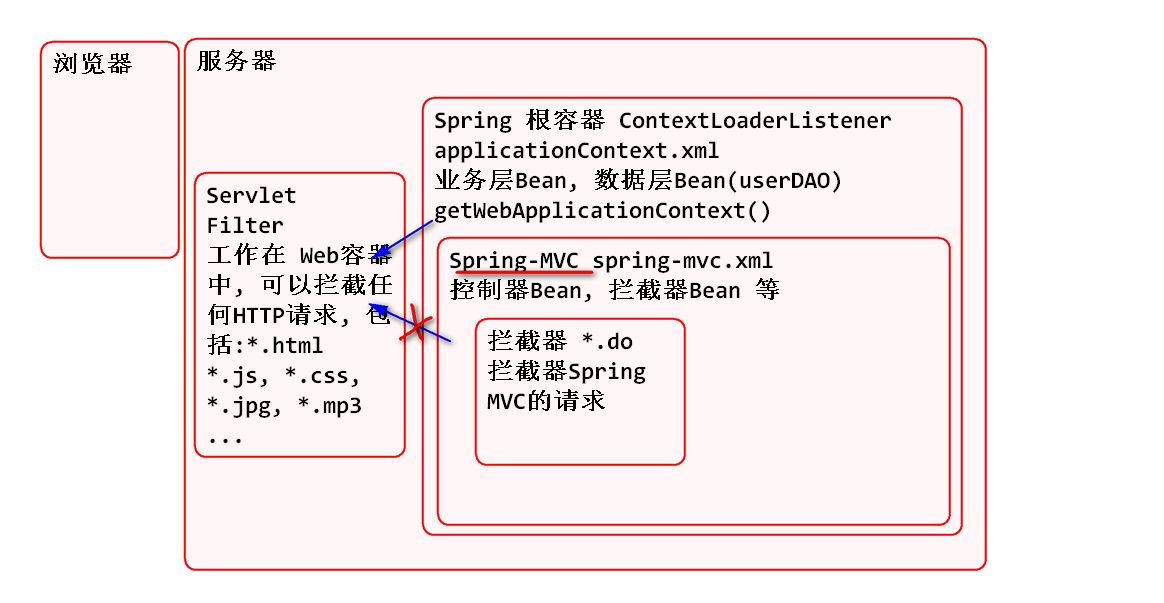 浏览器
服务器
Spring 根容器 ContextLoaderListener
applicationContext.xml
业务层Bean, 数据层Bean(userDAO)
getWebApplicationContext()
Servlet
Filter
工作在 Web容器
中, 可以拦截任
何HTTP请求, 包
括:*.html
*.js, *.css,
*.jpg, *.mp3
...
Spring-MVC spring-mvc.xml
控制器Bean, 拦截器Bean 等
拦截器 *.do
拦截器Spring
MVC的请求